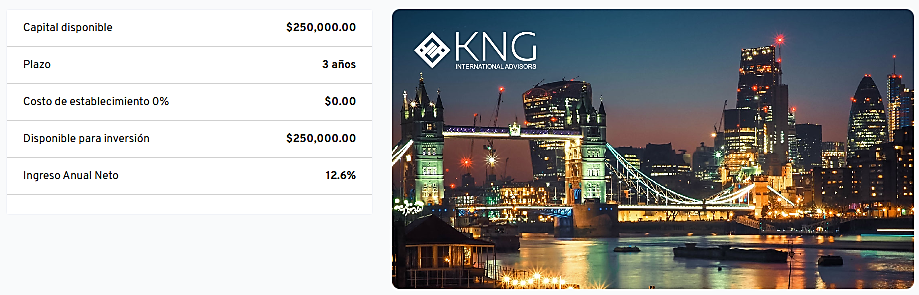 Capital disponible $250,000.00
Plazo 3 años
Costo de establecimiento 0% $0.00
Disponible para inversión $250,000.00
Ingreso Anual Neto 12.6%
KNG
INTERNATIONAL ADVISORS